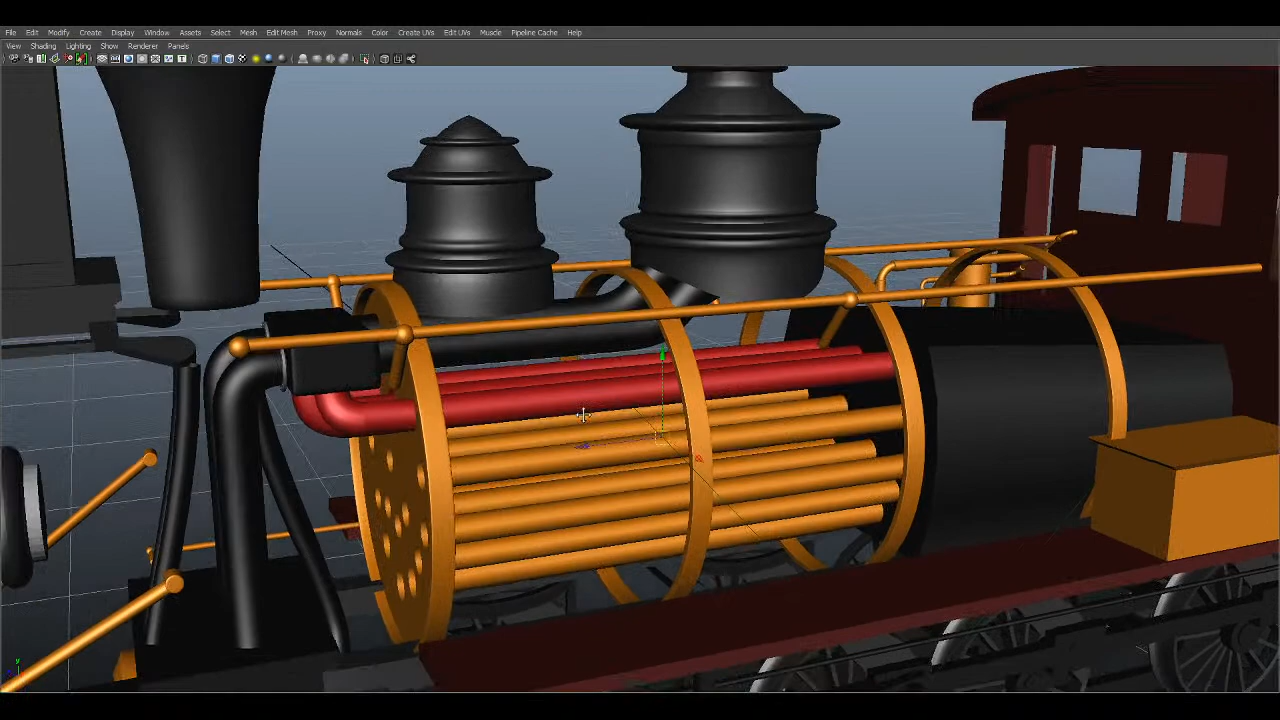 File Edit Modify Create Display Window Assets Select Mesh Edit Mesh Proxy Normals Color Create UVs Edit UVs Muscle Pipeline Cache Help
View Shading Lighting Show Renderer Panels
y